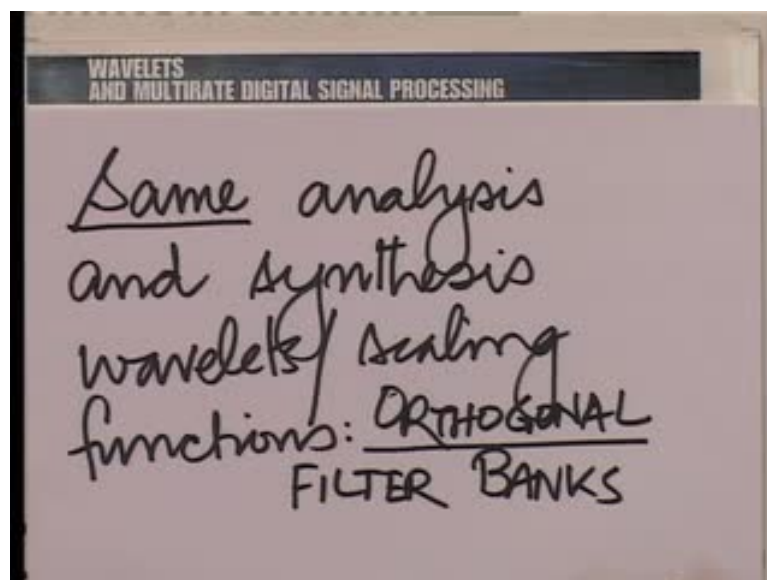 WAVELETS
AND MULTIRATE DIGITAL SIGNAL PROCESSING
Same analysis
and synthesis
wavelets/ scaling
functions: ORTHOGONAL
FILTER BANKS